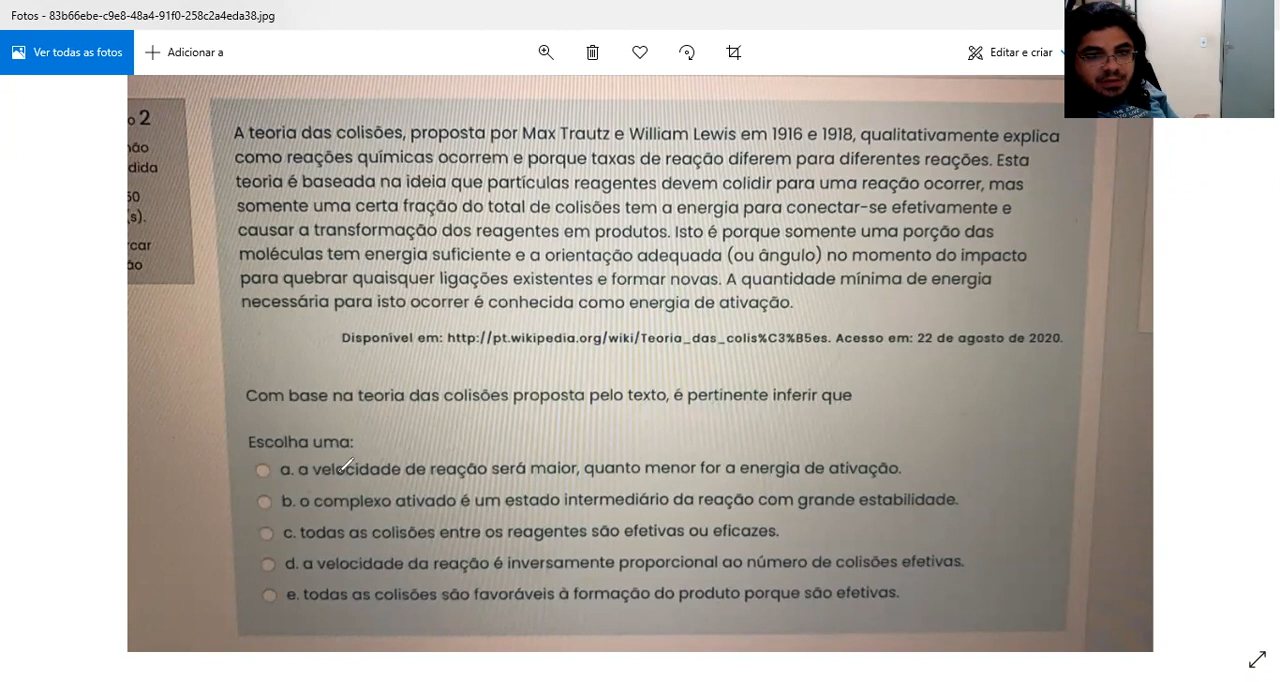 Fotos - 83b66ebe-c9e8-48a4-91f0-258c2a4eda38.jpg
Ver todas as fotos
Adicionar a
Editar e criar
o 2
não
dida
50
(s).
rcar
ão
A teoria das colisões, proposta por Max Trautz e William Lewis em 1916 e 1918, qualitativamente explica
como reações químicas ocorrem e porque taxas de reação diferem para diferentes reações. Esta
teoria é baseada na ideia que partículas reagentes devem colidir para uma reação ocorrer, mas
somente uma certa fração do total de colisões tem a energia para conectar-se efetivamente e
causar a transformação dos reagentes em produtos. Isto é porque somente uma porção das
moléculas tem energia suficiente e a orientação adequada (ou ângulo) no momento do impacto
para quebrar quaisquer ligações existentes e formar novas. A quantidade mínima de energia
necessária para isto ocorrer é conhecida como energia de ativação.
Disponível em: http://pt.wikipedia.org/wiki/Teoria_das_colis%C3%B5es. Acesso em: 22 de agosto de 2020.
Com base na teoria das colisões proposta pelo texto, é pertinente inferir que
Escolha uma:
a. a velocidade de reação será maior, quanto menor for a energia de ativação.
b. o complexo ativado é um estado intermediário da reação com grande estabilidade.
c. todas as colisões entre os reagentes são efetivas ou eficazes.
d. a velocidade da reação é inversamente proporcional ao número de colisões efetivas.
e. todas as colisões são favoráveis à formação do produto porque são efetivas.